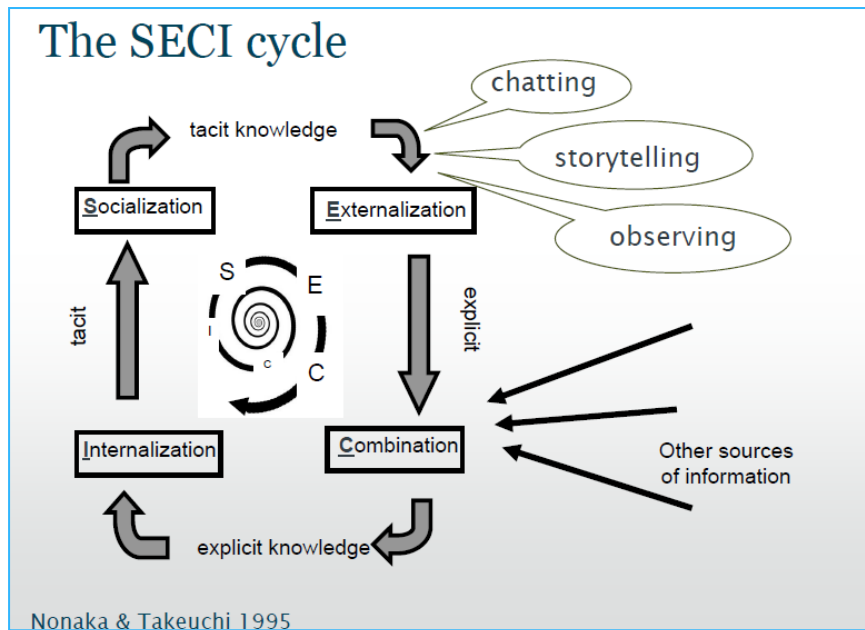 The SECI cycle
chatting
tacit knowledge
storytelling
Socialization
Externalization
observing
S
E
I
C
C
tacit
explicit
Internalization
Combination
Other sources
of information
explicit knowledge
Nonaka & Takeuchi 1995